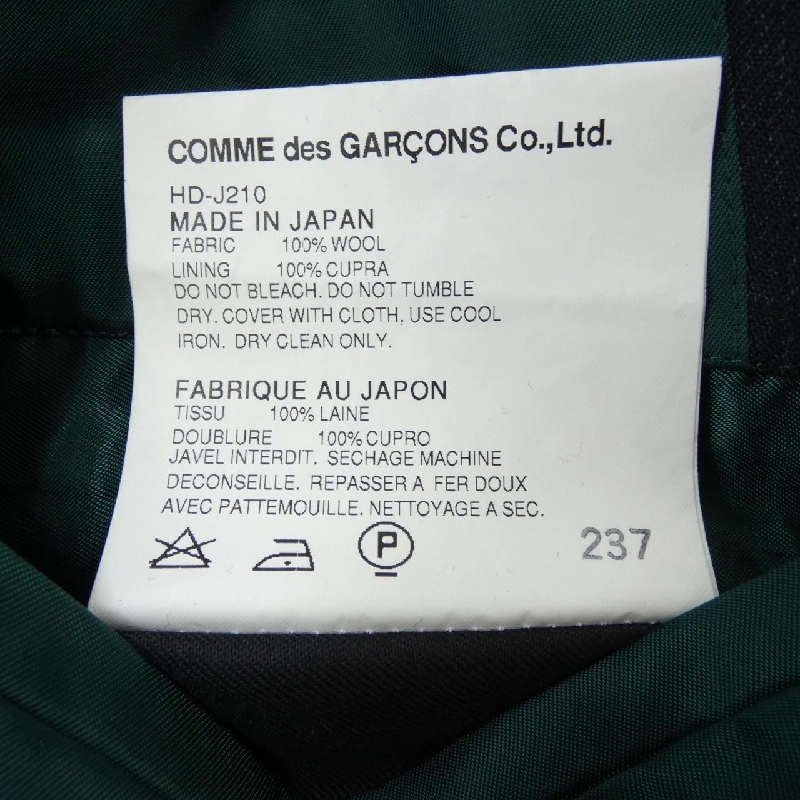 COMME des GARÇONS Co.,Ltd.
HD-J210
MADE IN JAPAN
FABRIC 100% WOOL
LINING 100% CUPRA
DO NOT BLEACH. DO NOT TUMBLE
DRY. COVER WITH CLOTH, USE COOL
IRON. DRY CLEAN ONLY.
FABRIQUE AU JAPON
TISSU 100% LAINE
DOUBLURE 100% CUPRO
JAVEL INTERDIT. SECHAGE MACHINE
DECONSEILLE. REPASSER A FER DOUX
AVEC PATTEMOUILLE. NETTOYAGE A SEC.
P 237